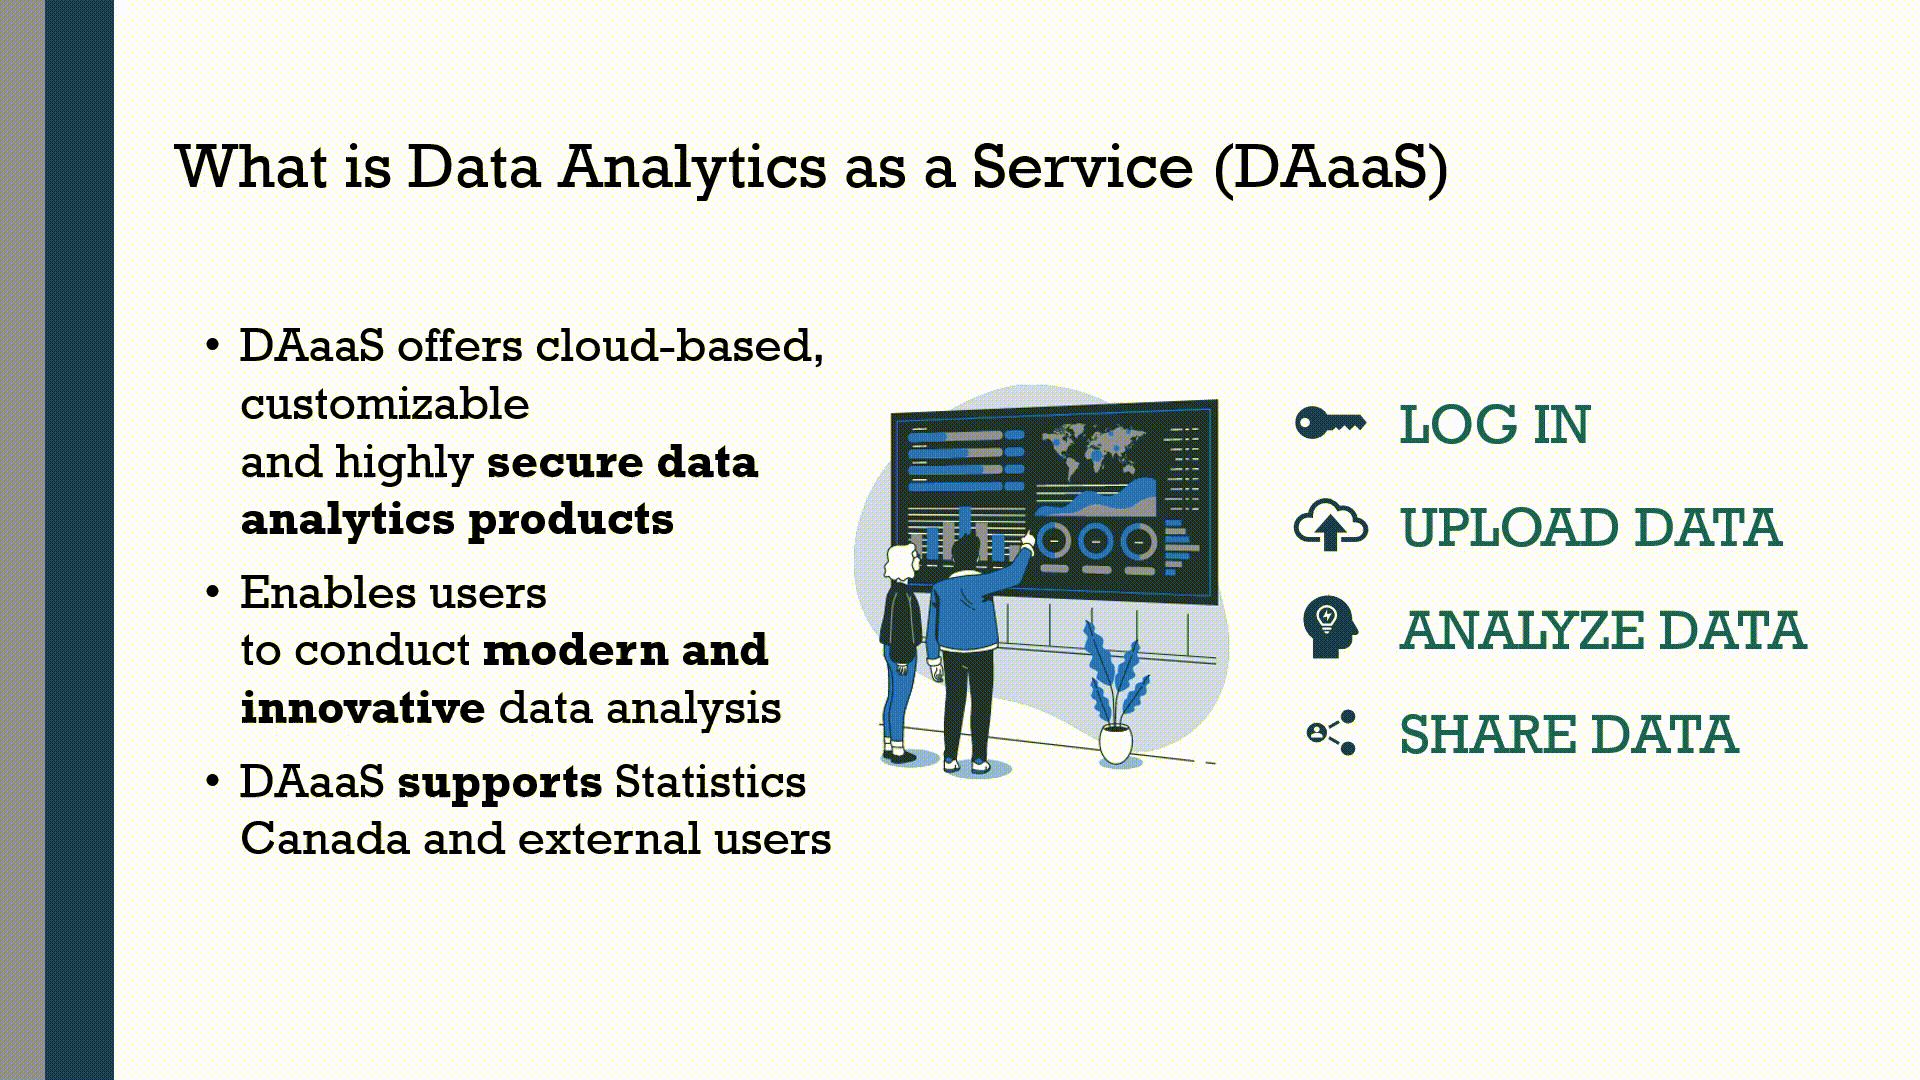 What is Data Analytics as a Service (DAaaS)
• DAaaS offers cloud-based,
customizable
and highly secure data
analytics products
• Enables users
to conduct modern and
innovative data analysis
• DAaaS supports Statistics
Canada and external users
LOG IN
UPLOAD DATA
ANALYZE DATA
SHARE DATA